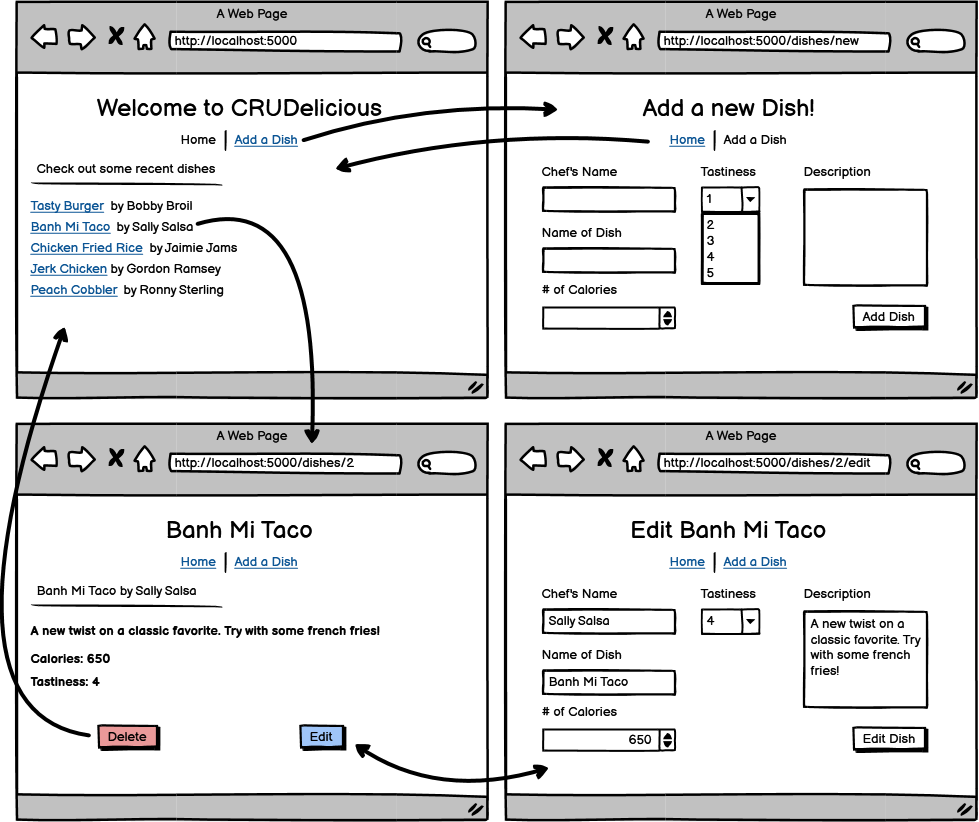 A Web Page
http://localhost:5000
Welcome to CRUDelicious
Home | Add a Dish
Check out some recent dishes
Tasty Burger by Bobby Broil
Banh Mi Taco by Sally Salsa
Chicken Fried Rice by Jaimie Jams
Jerk Chicken by Gordon Ramsey
Peach Cobbler by Ronny Sterling
A Web Page
http://localhost:5000/dishes/new
Add a new Dish!
Home | Add a Dish
Chef's Name
Tastiness
Description
1
2
3
4
5
Name of Dish
# of Calories
Add Dish
A Web Page
http://localhost:5000/dishes/2
Banh Mi Taco
Home | Add a Dish
Banh Mi Taco by Sally Salsa
A new twist on a classic favorite. Try with some french fries!
Calories: 650
Tastiness: 4
Delete
Edit
A Web Page
http://localhost:5000/dishes/2/edit
Edit Banh Mi Taco
Home | Add a Dish
Chef's Name
Sally Salsa
Tastiness
4
Description
A new twist on a
classic favorite. Try
with some french
fries!
Name of Dish
Banh Mi Taco
# of Calories
650
Edit Dish